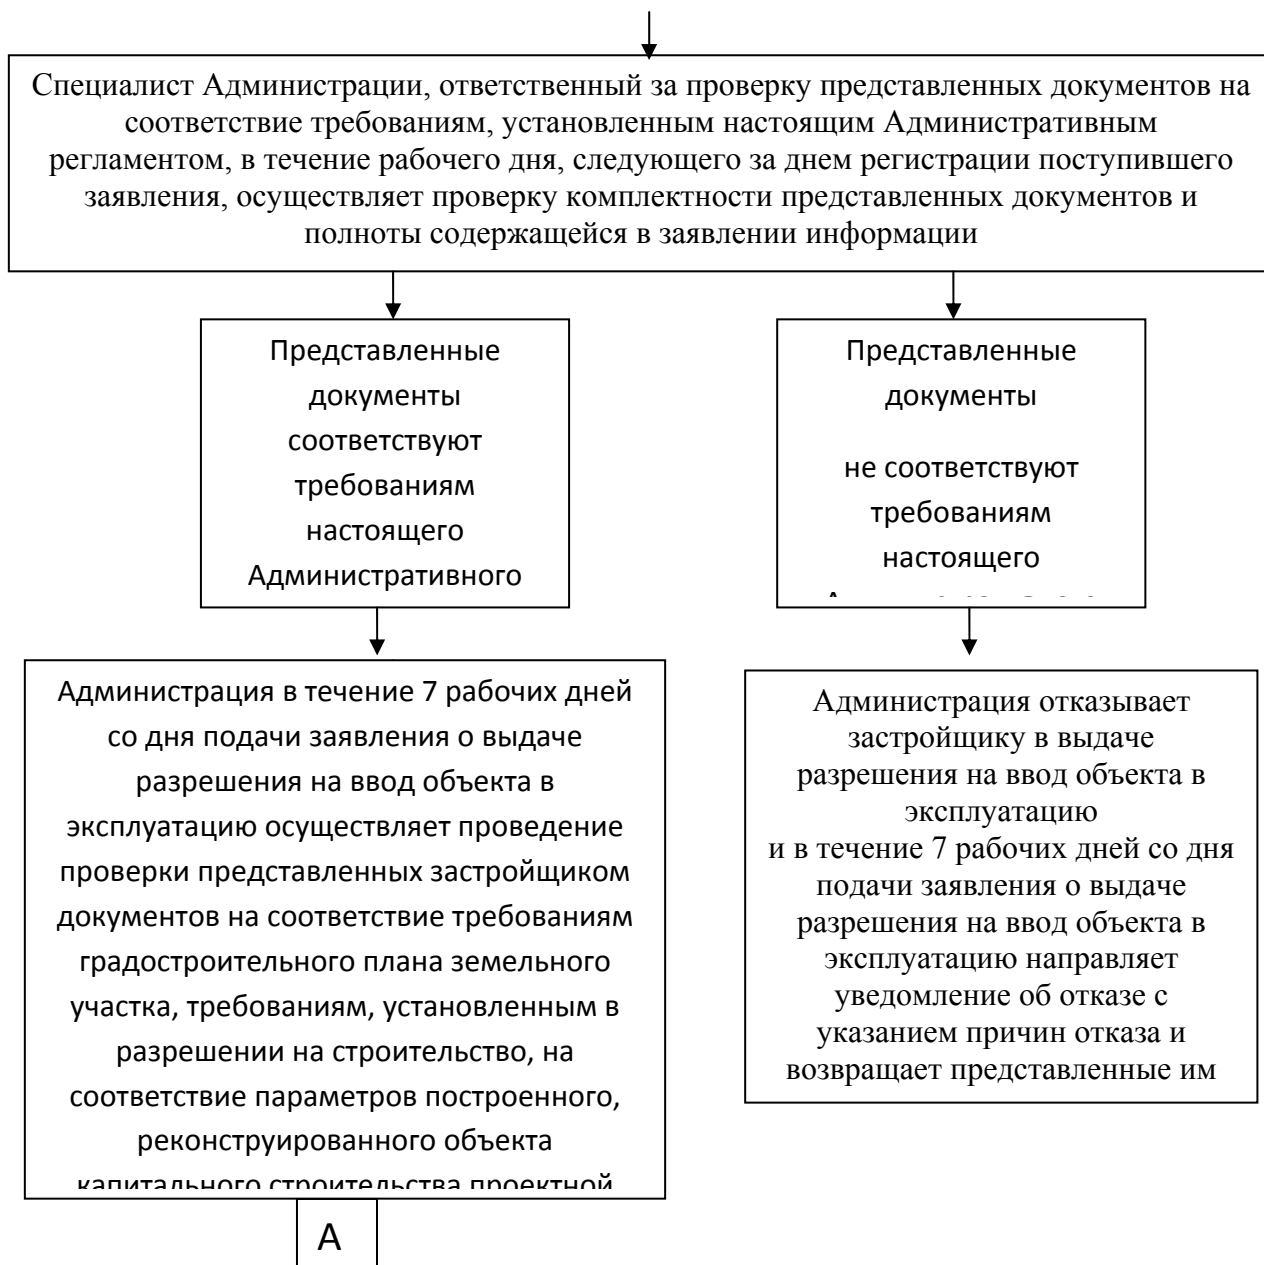 Специалист Администрации, ответственный за проверку представленных документов на
соответствие требованиям, установленным настоящим Административным
регламентом, в течение рабочего дня, следующего за днем регистрации поступившего
заявления, осуществляет проверку комплектности представленных документов и
полноты содержащейся в заявлении информации
Представленные
документы
соответствуют
требованиям
настоящего
Административного
Представленные
документы
не соответствуют
требованиям
настоящего
Администрация в течение 7 рабочих дней
со дня подачи заявления о выдаче
разрешения на ввод объекта в
эксплуатацию осуществляет проведение
проверки представленных застройщиком
документов на соответствие требованиям
градостроительного плана земельного
участка, требованиям, установленным в
разрешении на строительство, на
соответствие параметров построенного,
реконструированного объекта
капитального строительства проектной
Администрация отказывает
застройщику в выдаче
разрешения на ввод объекта в
эксплуатацию
и в течение 7 рабочих дней со дня
подачи заявления о выдаче
разрешения на ввод объекта в
эксплуатацию направляет
уведомление об отказе с
указанием причин отказа и
возвращает представленные им
А